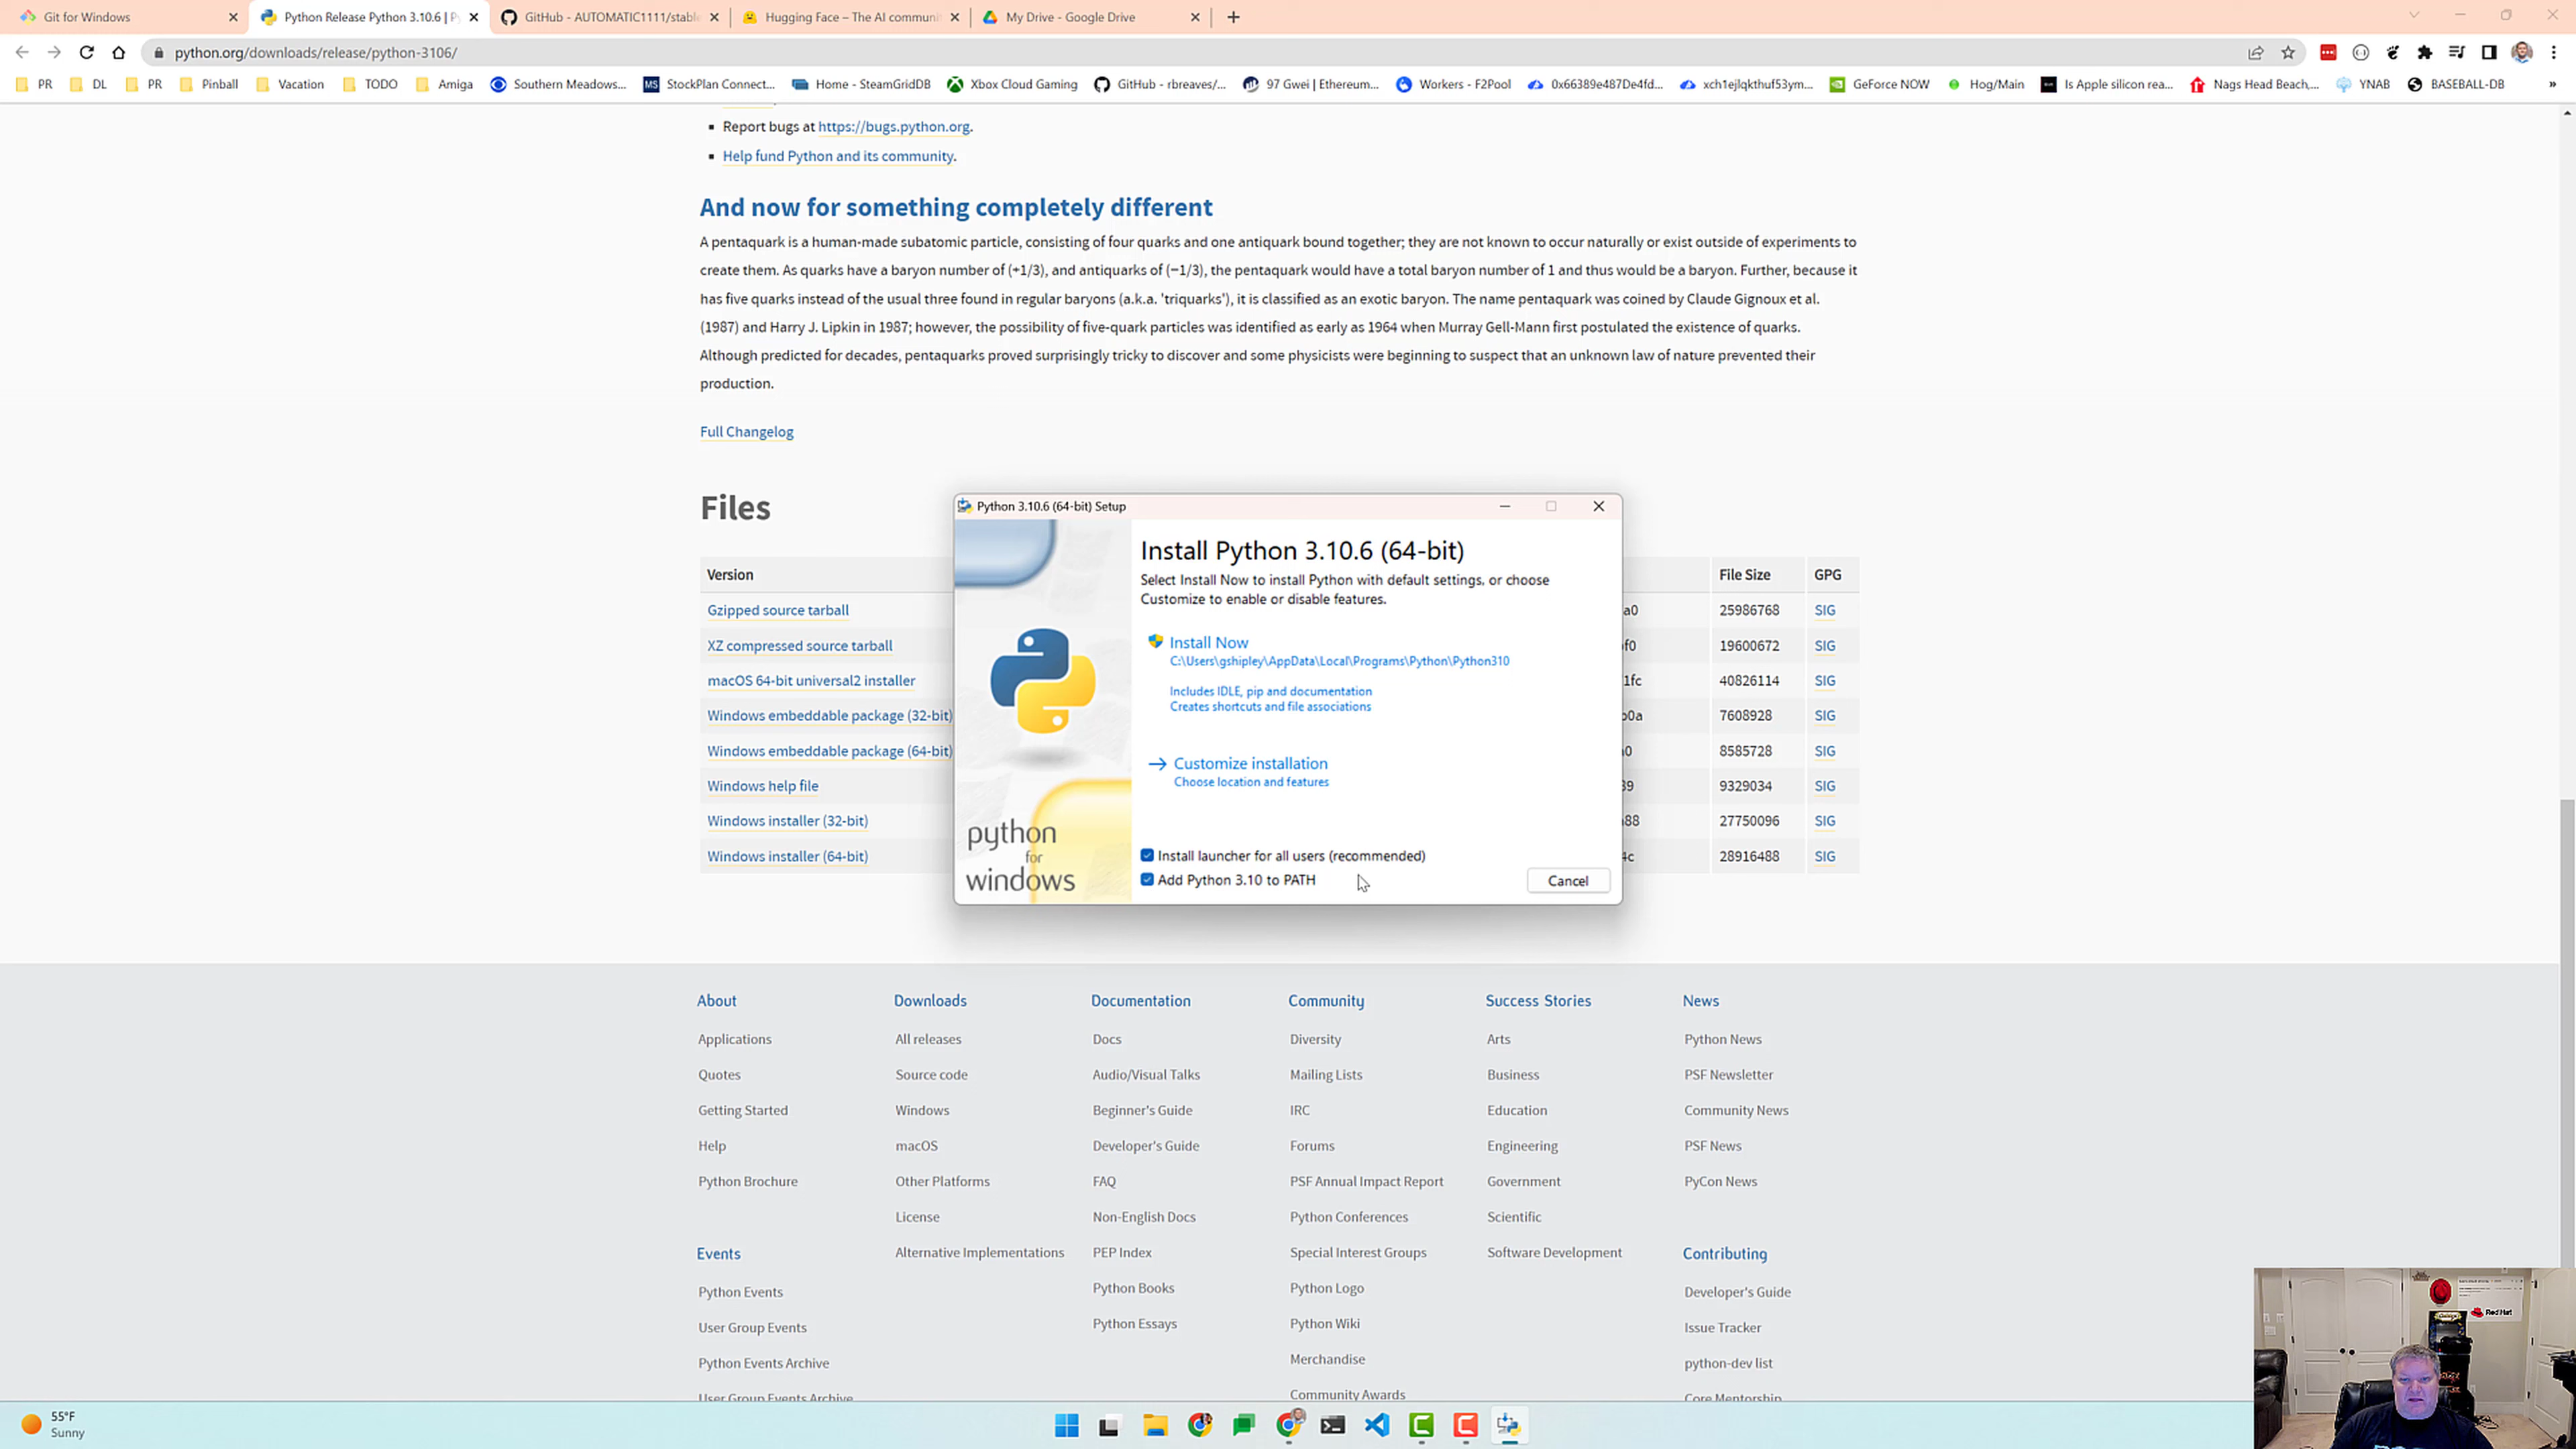 Git for Windows
Python Release Python 3.10.6 | Py
GitHub - AUTOMATIC1111/stable
Hugging Face – The AI communi
My Drive - Google Drive
python.org/downloads/release/python-3106/
PR
DL
PR
Pinball
Vacation
TODO
Amiga
Southern Meadows...
StockPlan Connect...
Home - SteamGridDB
Xbox Cloud Gaming
GitHub - rbreaves/...
97 Gwei | Ethereum...
Workers - F2Pool
0x66389e487De4fd...
xch1ejlqkthuf53ym...
GeForce NOW
Hog/Main
Is Apple silicon rea...
Nags Head Beach,...
YNAB
BASEBALL-DB
Report bugs at https://bugs.python.org.
Help fund Python and its community.
And now for something completely different
A pentaquark is a human-made subatomic particle, consisting of four quarks and one antiquark bound together; they are not known to occur naturally or exist outside of experiments to
create them. As quarks have a baryon number of (+1/3), and antiquarks of (−1/3), the pentaquark would have a total baryon number of 1 and thus would be a baryon. Further, because it
has five quarks instead of the usual three found in regular baryons (a.k.a. 'triquarks'), it is classified as an exotic baryon. The name pentaquark was coined by Claude Gignoux et al.
(1987) and Harry J. Lipkin in 1987; however, the possibility of five-quark particles was identified as early as 1964 when Murray Gell-Mann first postulated the existence of quarks.
Although predicted for decades, pentaquarks proved surprisingly tricky to discover and some physicists were beginning to suspect that an unknown law of nature prevented their
production.
Full Changelog
Files
Version
File Size
GPG
Gzipped source tarball
a0
25986768
SIG
XZ compressed source tarball
f0
19600672
SIG
macOS 64-bit universal2 installer
1fc
40826114
SIG
Windows embeddable package (32-bit)
b0a
7608928
SIG
Windows embeddable package (64-bit)
8585728
SIG
Windows help file
9329034
SIG
Windows installer (32-bit)
88
27750096
SIG
Windows installer (64-bit)
4c
28916488
SIG
Python 3.10.6 (64-bit) Setup
Install Python 3.10.6 (64-bit)
Select Install Now to install Python with default settings, or choose
Customize to enable or disable features.
Install Now
C:\Users\gshipley\AppData\Local\Programs\Python\Python310
Includes IDLE, pip and documentation
Creates shortcuts and file associations
Customize installation
Choose location and features
python
for
windows
Install launcher for all users (recommended)
Add Python 3.10 to PATH
Cancel
About
Applications
Quotes
Getting Started
Help
Python Brochure
Downloads
All releases
Source code
Windows
macOS
Other Platforms
License
Alternative Implementations
Documentation
Docs
Audio/Visual Talks
Beginner's Guide
Developer's Guide
FAQ
Non-English Docs
PEP Index
Python Books
Python Essays
Community
Diversity
Mailing Lists
IRC
Forums
PSF Annual Impact Report
Python Conferences
Special Interest Groups
Python Logo
Python Wiki
Merchandise
Community Awards
Success Stories
Arts
Business
Education
Engineering
Government
Scientific
Software Development
News
Python News
PSF Newsletter
Community News
PSF News
PyCon News
Events
Python Events
User Group Events
Python Events Archive
User Group Events Archive
Contributing
Developer's Guide
Issue Tracker
python-dev list
Core Mentorship
Red Hat
55°F
Sunny